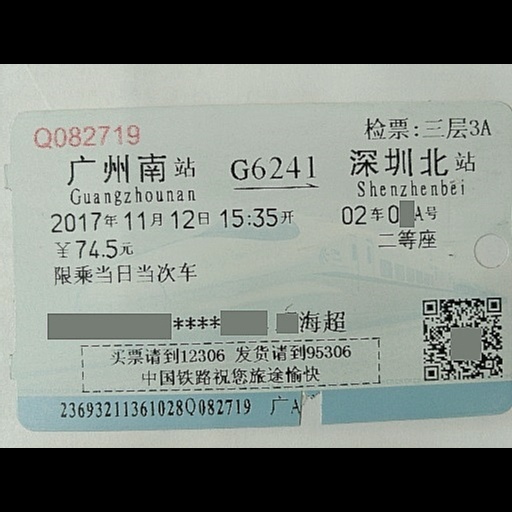 Q082719 检票:三层3A
广州南站 G6241 深圳北站
Guangzhounan Shenzhenbei
2017年11月12日 15:35开 02车0 A号
¥74.5元 二等座
限乘当日当次车
**** 海超
买票请到12306 发货请到95306
中国铁路祝您旅途愉快
23693211361028Q082719 广A